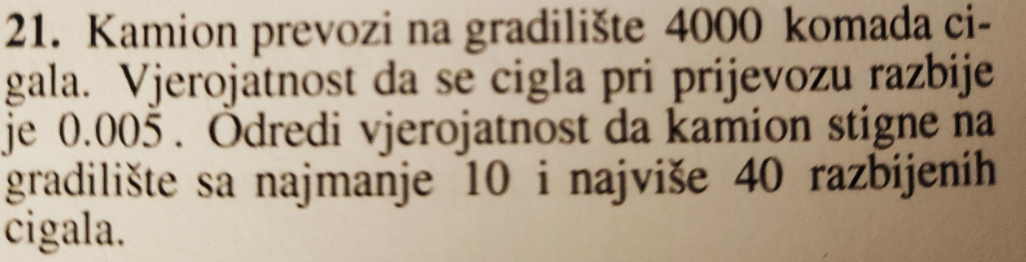 21. Kamion prevozi na gradilište 4000 komada ci-
gala. Vjerojatnost da se cigla pri prijevozu razbije
je 0.005. Odredi vjerojatnost da kamion stigne na
gradilište sa najmanje 10 i najviše 40 razbijenih
cigala.